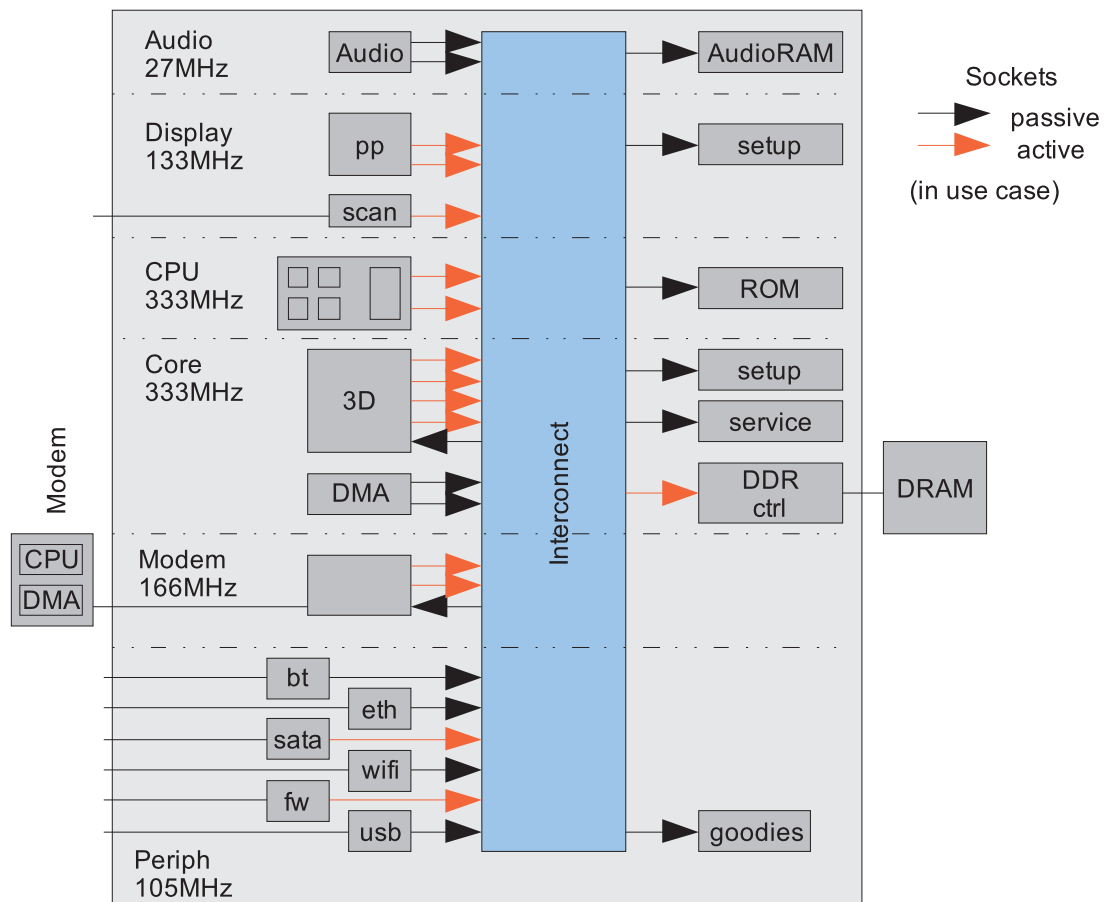 Audio
27MHz
Audio
AudioRAM
Sockets
passive
active
(in use case)
Display
133MHz
pp
setup
scan
CPU
333MHz
ROM
Core
333MHz
3D
setup
service
DMA
DDR
ctrl
DRAM
Interconnect
Modem
CPU
DMA
Modem
166MHz
bt
eth
sata
wifi
fw
usb
goodies
Periph
105MHz